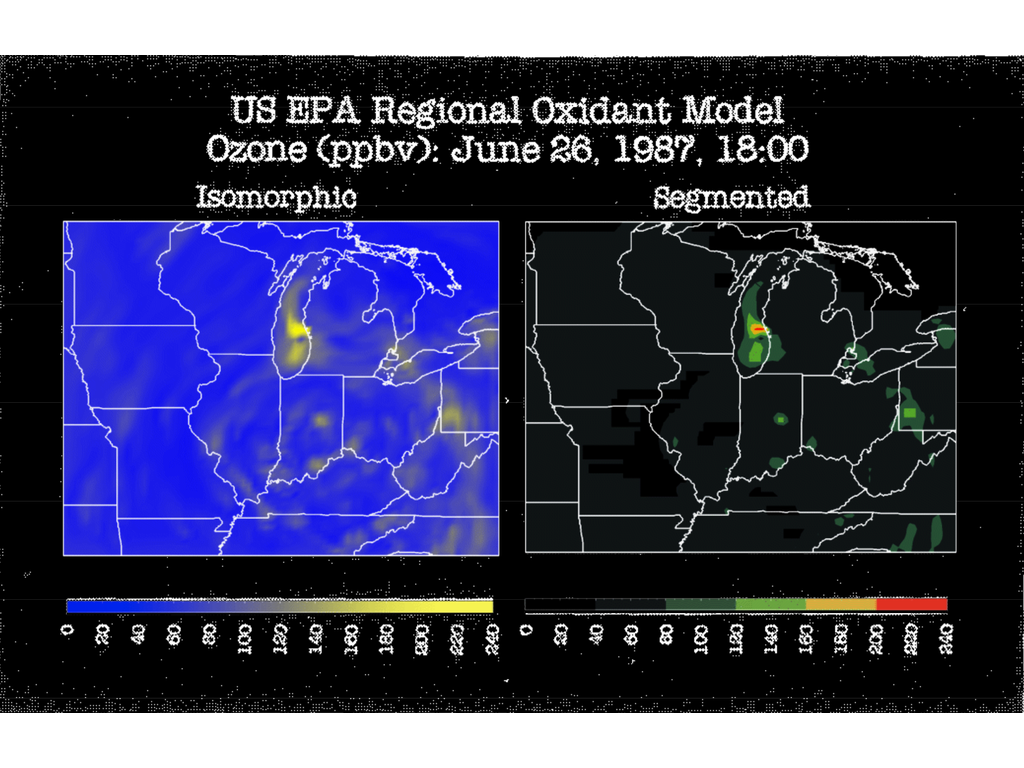 US EPA Regional Oxidant Model
Ozone (ppbv): June 26, 1987, 18:00
Isomorphic
Segmented
0 20 40 60 80 100 120 140 160 180 200 220 240
0 20 40 60 80 100 120 140 160 180 200 220 240